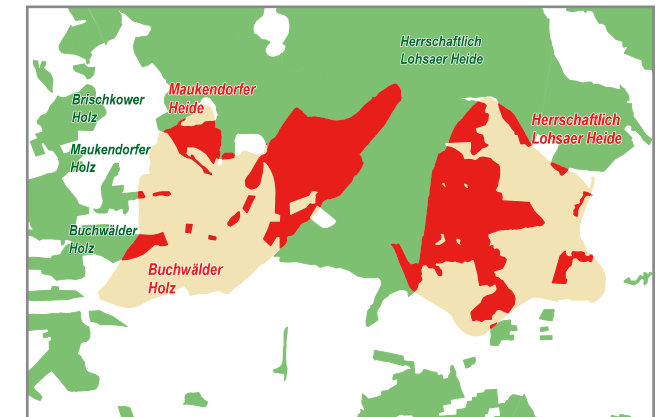 Herrschaftlich
Lohsaer Heide
Maukendorfer
Heide
Brischkower
Holz
Herrschaftlich
Lohsaer Heide
Maukendorfer
Holz
Buchwälder
Holz
Buchwälder
Holz